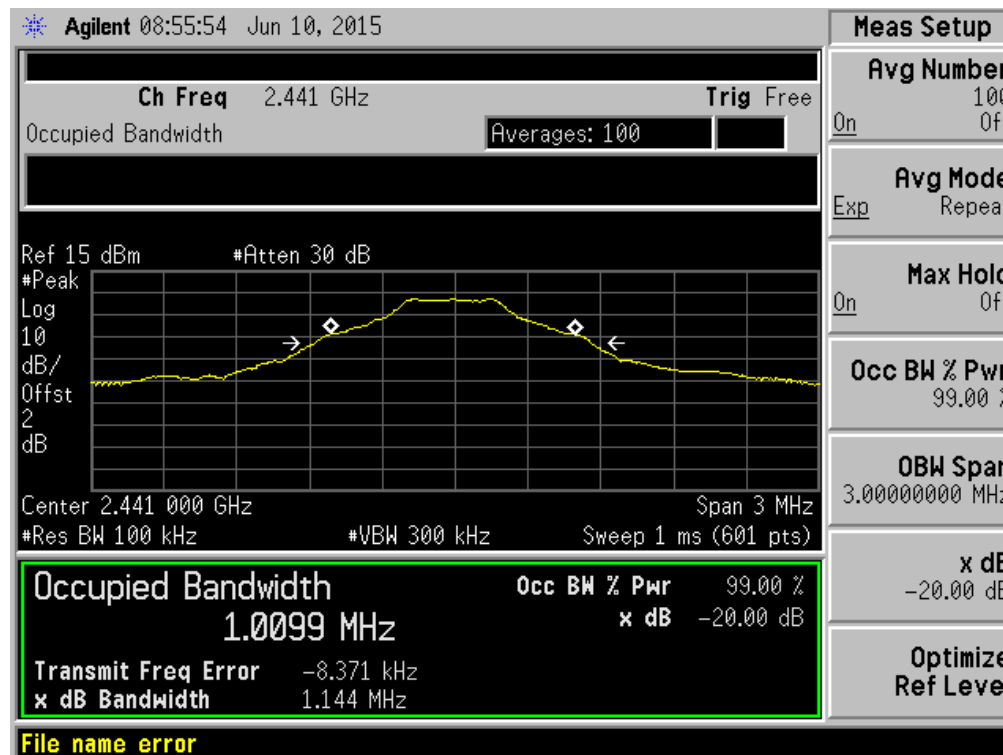 Agilent 08:55:54 Jun 10, 2015
Meas Setup
Ch Freq 2.441 GHz Trig Free
Occupied Bandwidth Averages: 100
Ref 15 dBm #Atten 30 dB
#Peak
Log
10
dB/
Offst
2
dB
Center 2.441 000 GHz Span 3 MHz
#Res BW 100 kHz #VBW 300 kHz Sweep 1 ms (601 pts)
Occupied Bandwidth
1.0099 MHz
Occ BW % Pwr 99.00 %
x dB -20.00 dB
Transmit Freq Error -8.371 kHz
x dB Bandwidth 1.144 MHz
File name error
Avg Number
100
On Of
Avg Mode
Exp Repea
Max Hold
On Of
Occ BW % Pwr
99.00 %
OBW Span
3.00000000 MHz
x dB
-20.00 dB
Optimize
Ref Leve